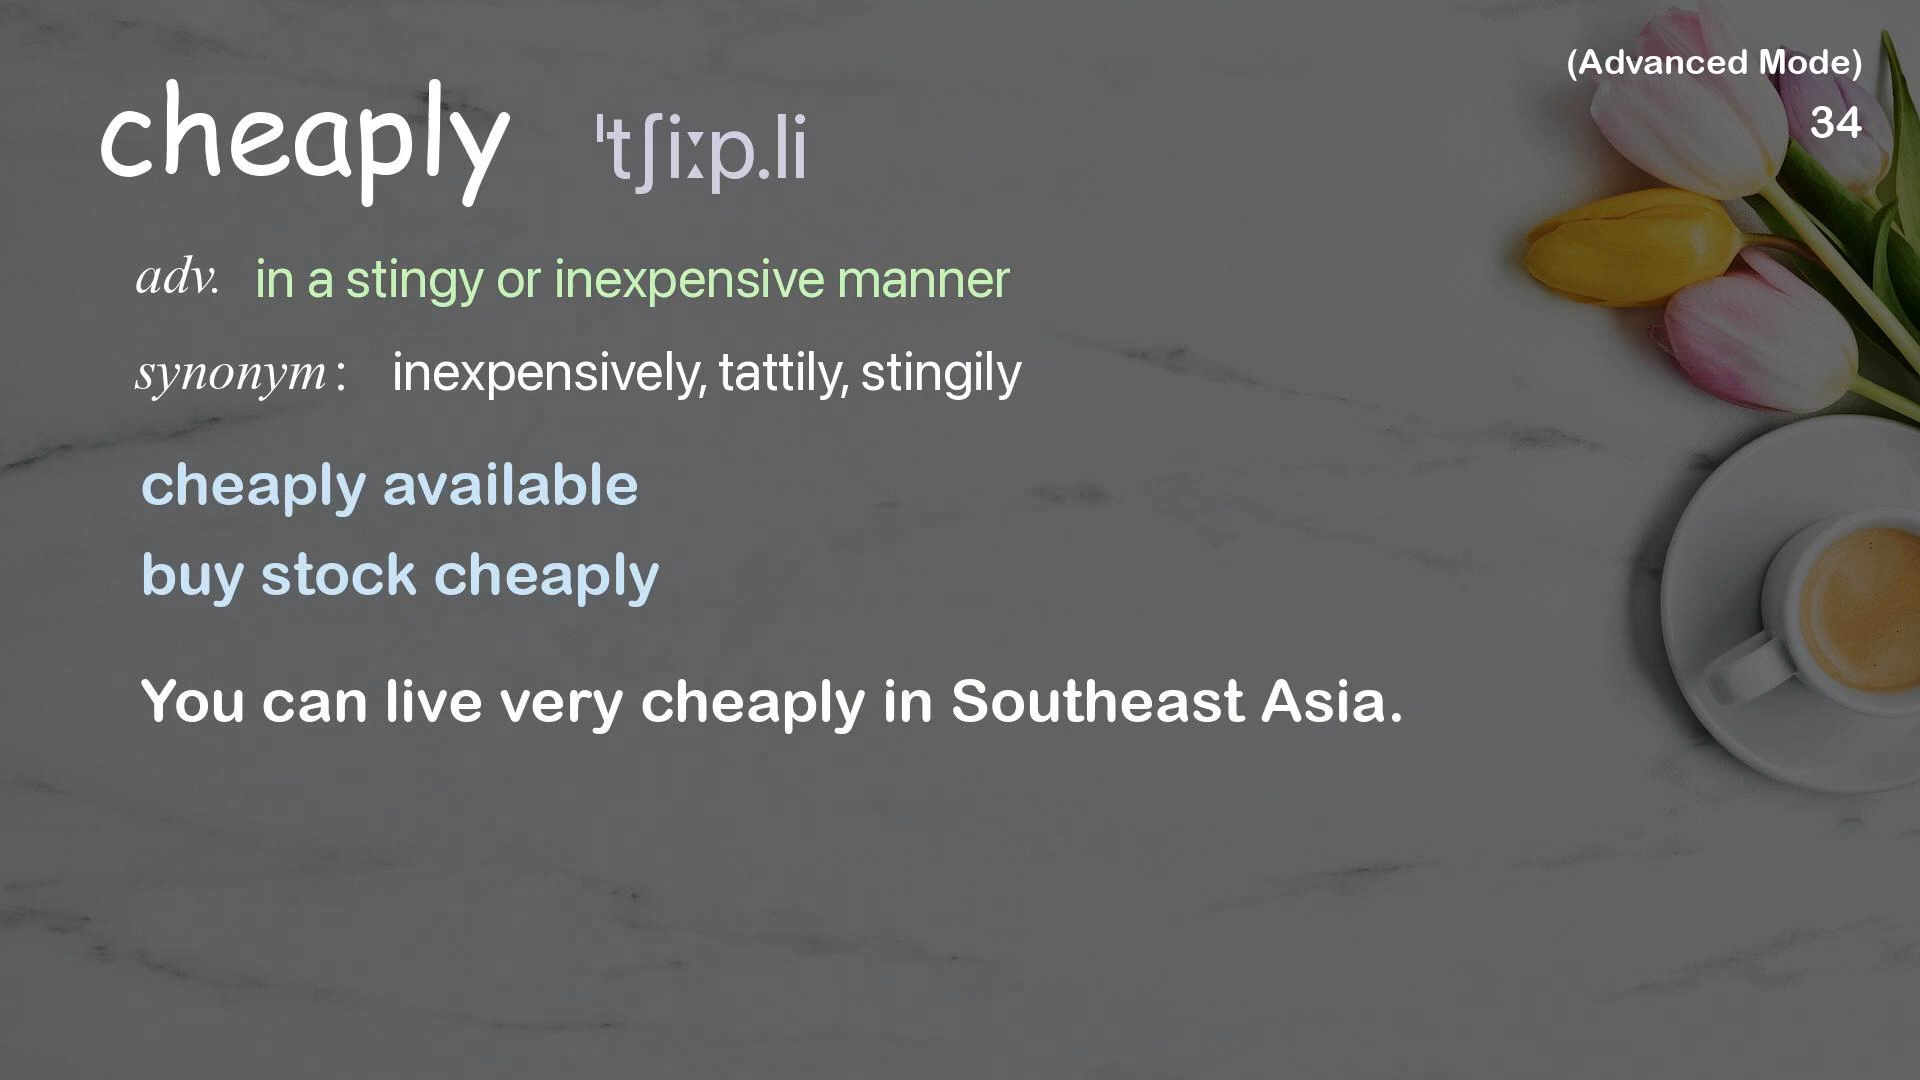 (Advanced Mode)
34
cheaply ˈtʃiːp.li
adv. in a stingy or inexpensive manner
synonym : inexpensively, tattily, stingily
cheaply available
buy stock cheaply
You can live very cheaply in Southeast Asia.